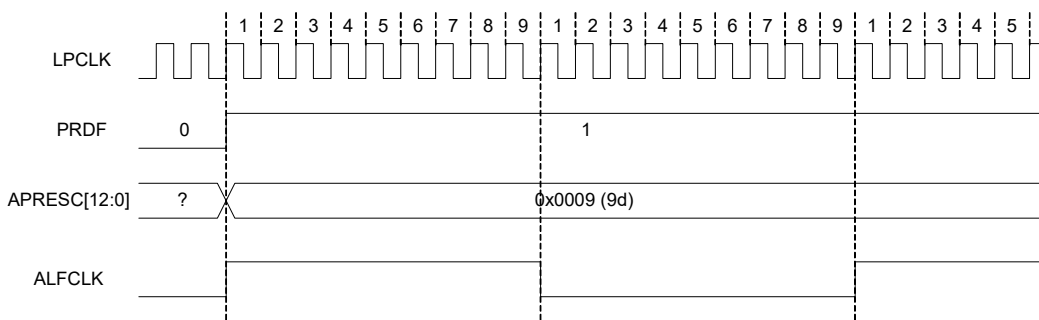 1 2 3 4 5 6 7 8 9 1 2 3 4 5 6 7 8 9 1 2 3 4 5
LPCLK
PRDF 0 1
APRESC[12:0] ? 0x0009 (9d)
ALFCLK